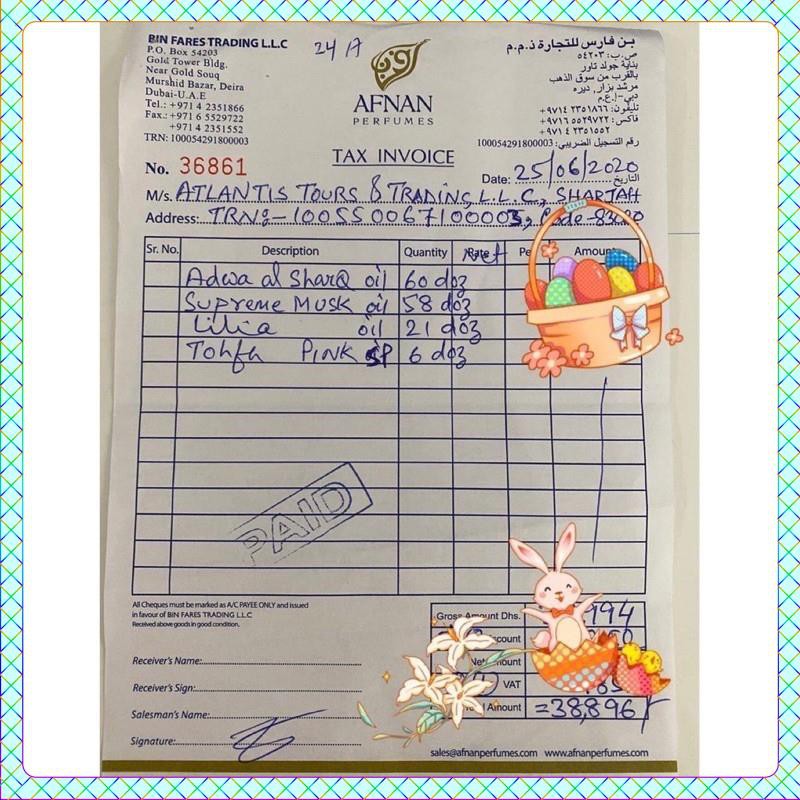 BIN FARES TRADING L.L.C
P.O. Box 54203
Gold Tower Bldg.
Near Gold Souq
Murshid Bazar, Deira
Dubai-U.A.E
Tel.: +971 4 2351866
Fax.: +971 6 5529722
+971 4 2351552
TRN: 100054291800003
24 A
AFNAN
PERFUMES
بن فارس للتجارة ذ.م.م
ص.ب: ٥٤٢٠٣
بناية جولد تاور
بالقرب من سوق الذهب
مرشد بزار، ديره
دبي-إ.ع.م
تليفون: ٢٣٥١٨٦٦ ٤ ٩٧١+
فاكس: ٥٥٢٩٧٢٢ ٦ ٩٧١+
٢٣٥١٥٥٢ ٤ ٩٧١+
رقم التسجيل الضريبي: 100054291800003
TAX INVOICE
No. 36861
Date: 25/06/2020 التاريخ
M/s. ATLANTIS TOURS & TRADING L.L.C, SHARJAH
Address: TRN:-100550067100003,
Sr. No. Description Quantity Rate Net Amoun
Adwa al SharQ oil 60 doz
Supreme MUSK oil 58 doz
Lilia oil 21 doz
Tohfa PINK SP 6 doz
PAID
All Cheques must be marked as A/C PAYEE ONLY and issued
in favour of BIN FARES TRADING L.L.C
Received above goods in good condition.
Gross Amount Dhs. 994
count
Net ount
VAT
l Amount =38,896/
Receiver's Name:
Receiver's Sign:
Salesman's Name:
Signature:
sales@afnanperfumes.com www.afnanperfumes.com